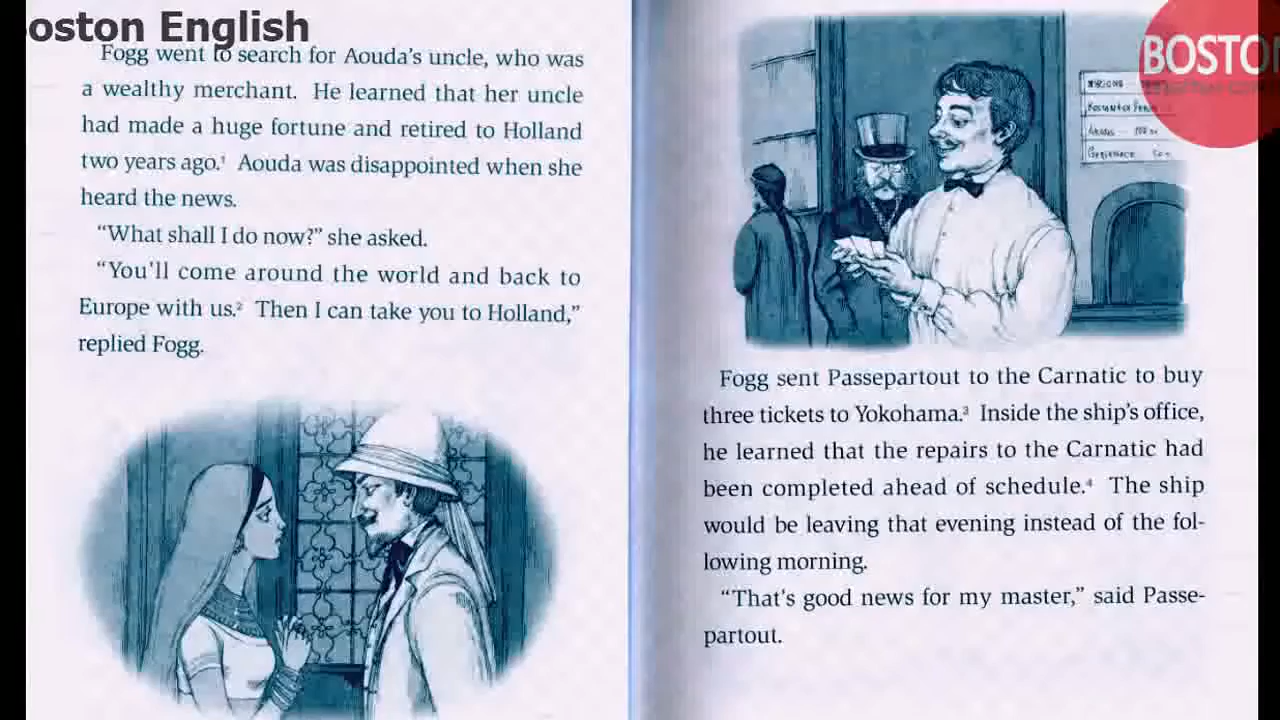 oston English
Fogg went to search for Aouda's uncle, who was
a wealthy merchant. He learned that her uncle
had made a huge fortune and retired to Holland
two years ago.¹ Aouda was disappointed when she
heard the news.
"What shall I do now?" she asked.
"You'll come around the world and back to
Europe with us.² Then I can take you to Holland,"
replied Fogg.
BOSTON
Fogg sent Passepartout to the Carnatic to buy
three tickets to Yokohama.³ Inside the ship's office,
he learned that the repairs to the Carnatic had
been completed ahead of schedule.⁴ The ship
would be leaving that evening instead of the fol-
lowing morning.
"That's good news for my master," said Passe-
partout.